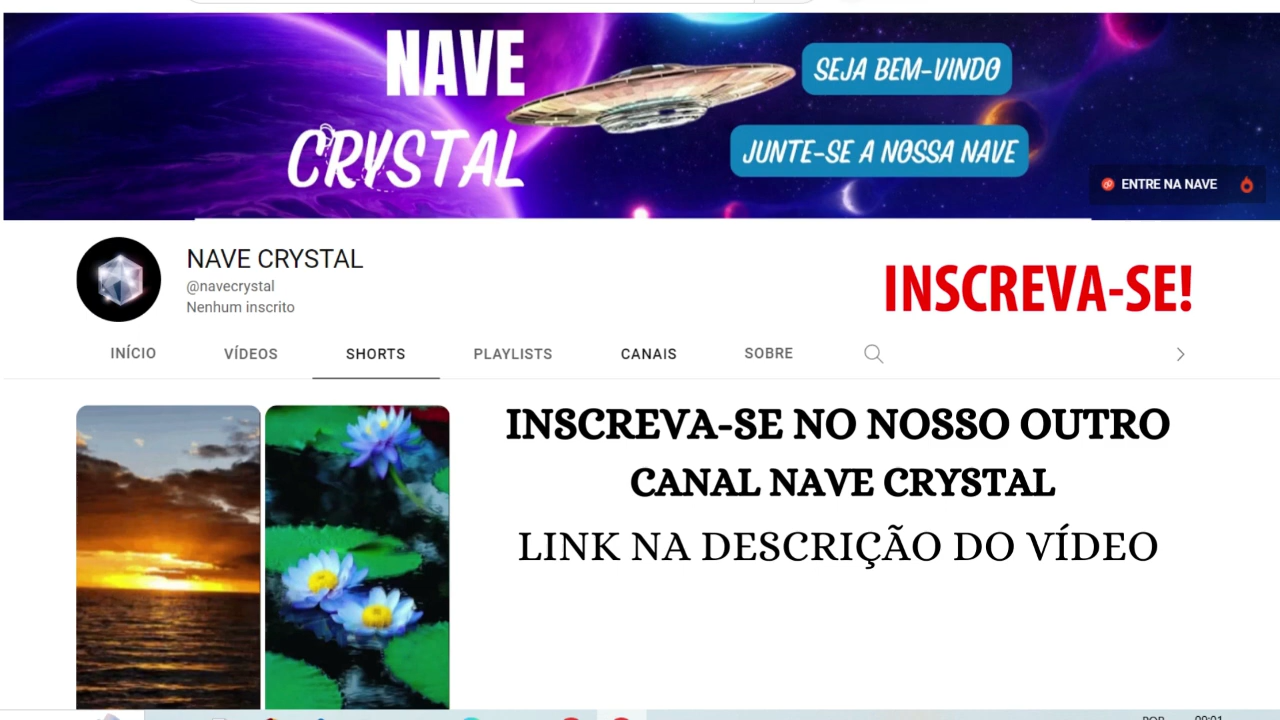 NAVE
CRYSTAL
SEJA BEM-VINDO
JUNTE-SE A NOSSA NAVE
ENTRE NA NAVE
NAVE CRYSTAL
@navecrystal
Nenhum inscrito
INSCREVA-SE!
INÍCIO VÍDEOS SHORTS PLAYLISTS CANAIS SOBRE
INSCREVA-SE NO NOSSO OUTRO
CANAL NAVE CRYSTAL
LINK NA DESCRIÇÃO DO VÍDEO